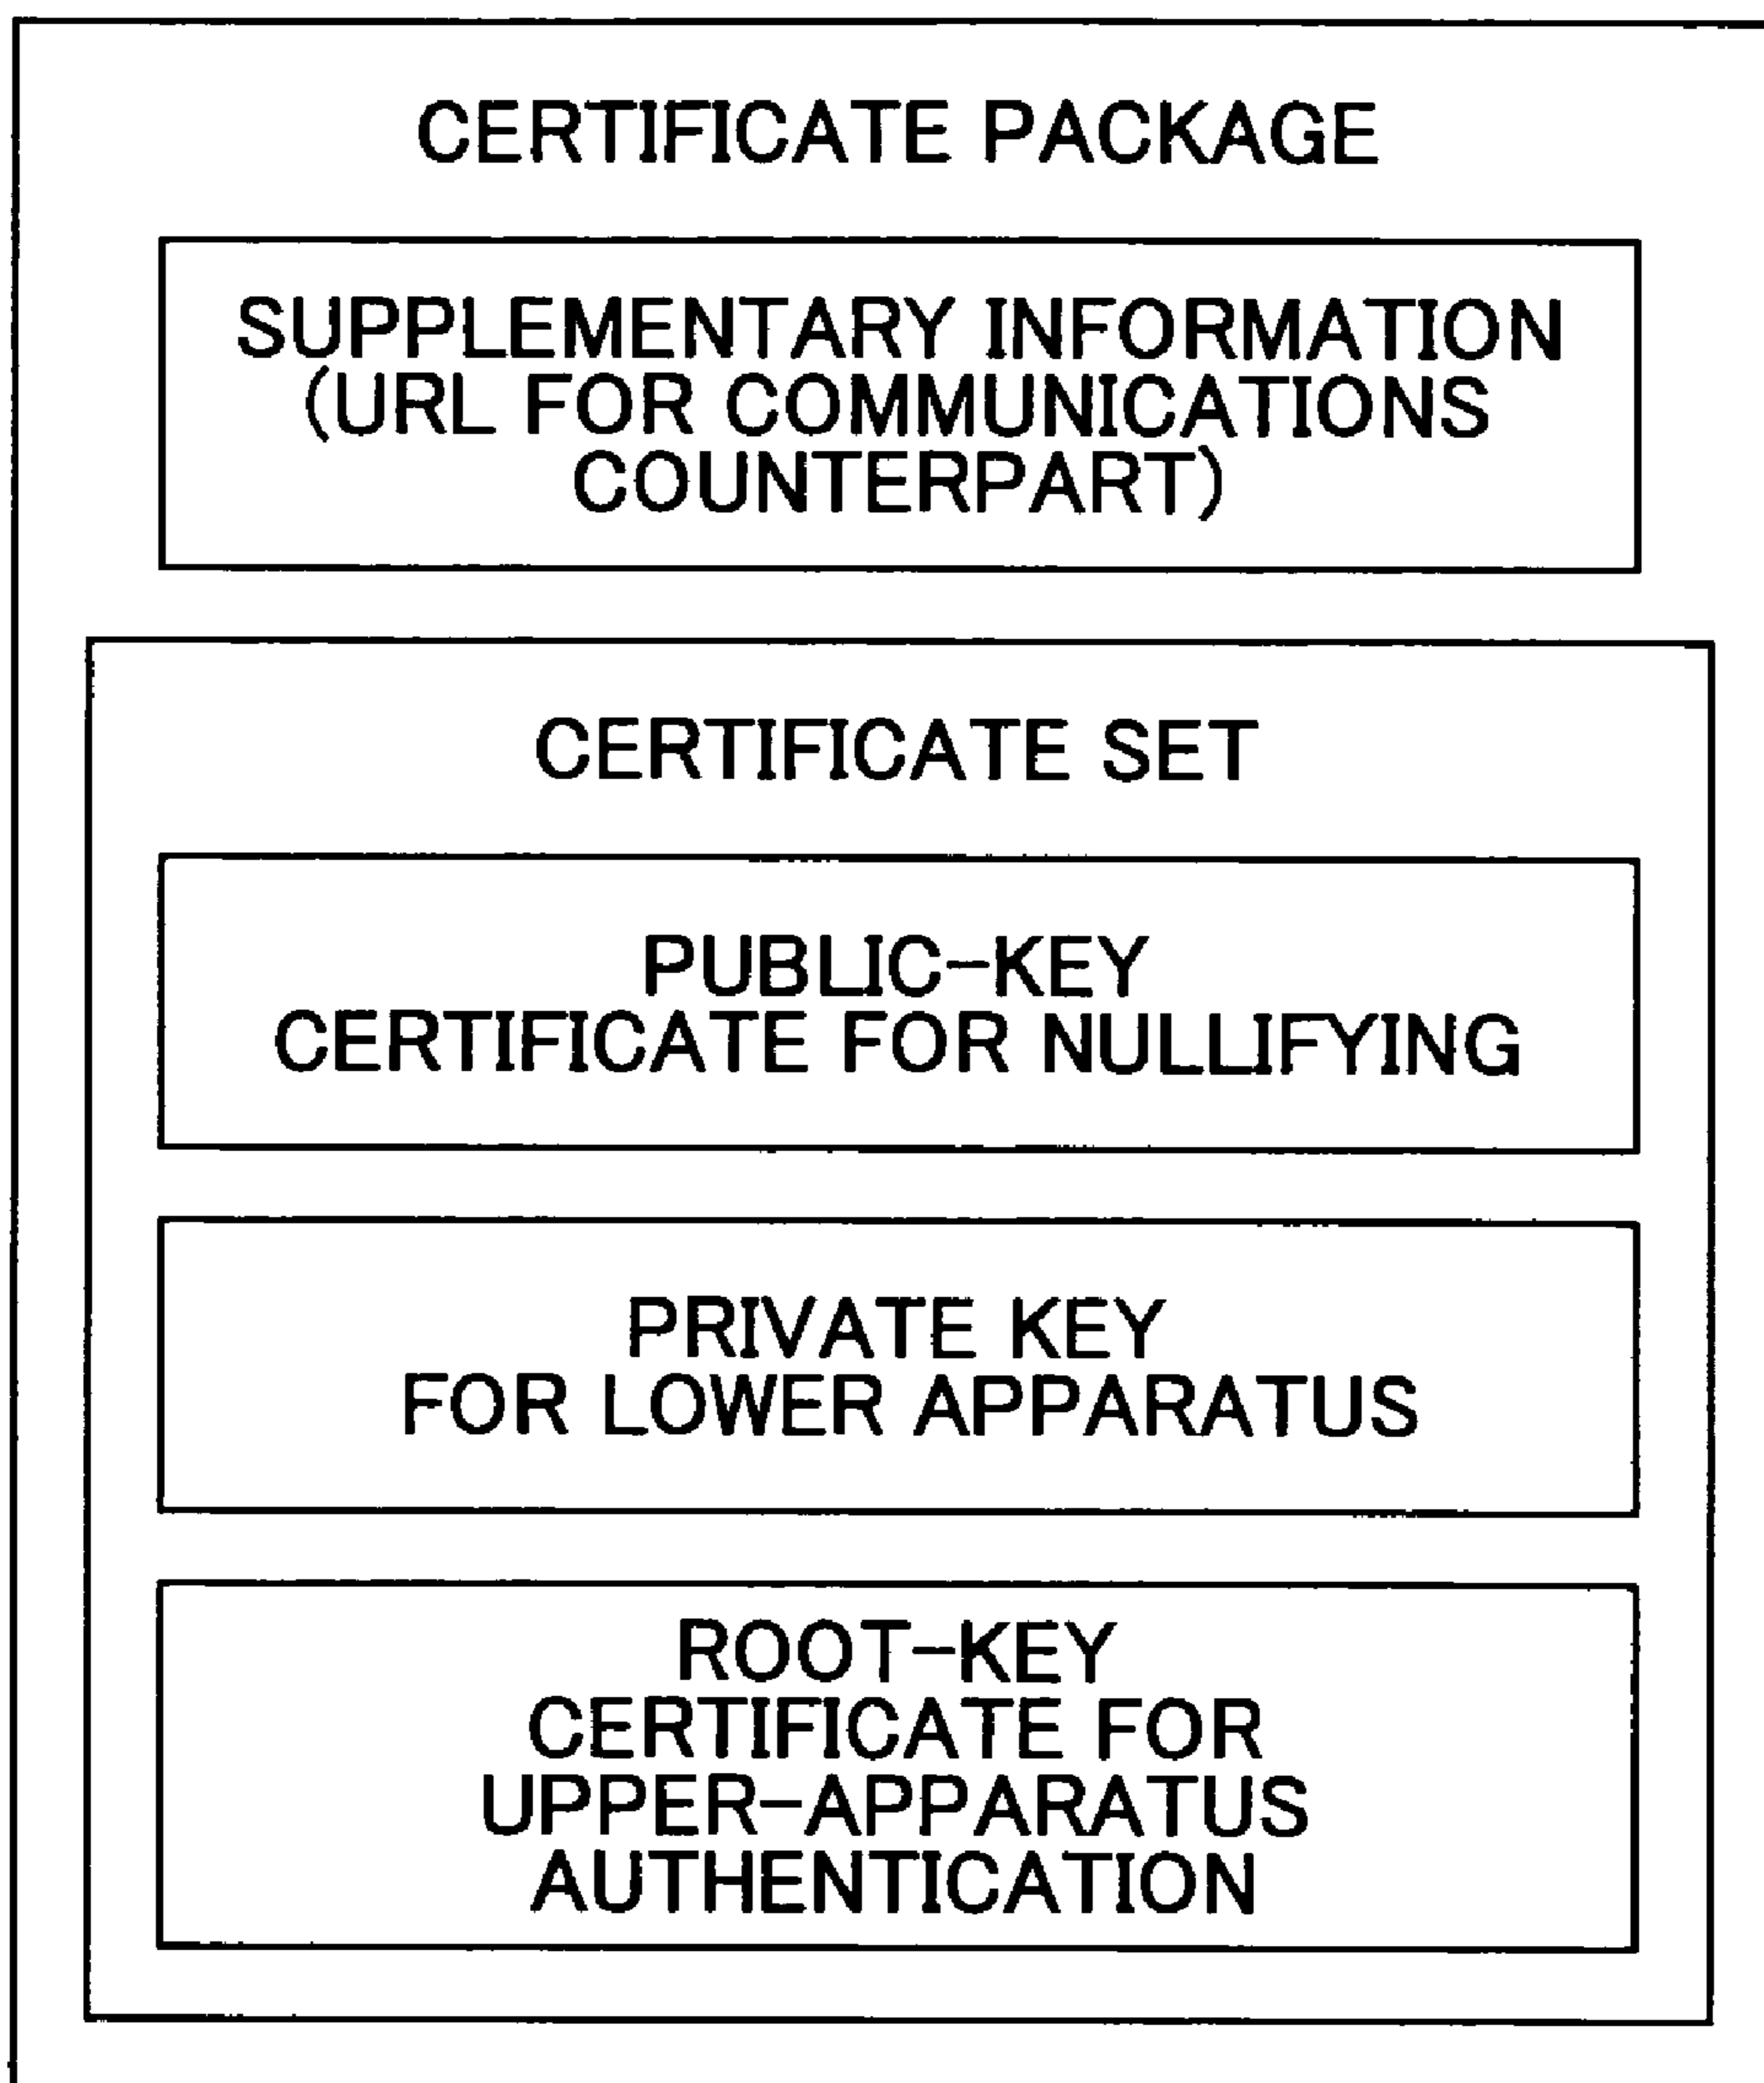 CERTIFICATE PACKAGE
SUPPLEMENTARY INFORMATION
(URL FOR COMMUNICATIONS
COUNTERPART)
CERTIFICATE SET
PUBLIC-KEY
CERTIFICATE FOR NULLIFYING
PRIVATE KEY
FOR LOWER APPARATUS
ROOT-KEY
CERTIFICATE FOR
UPPER-APPARATUS
AUTHENTICATION